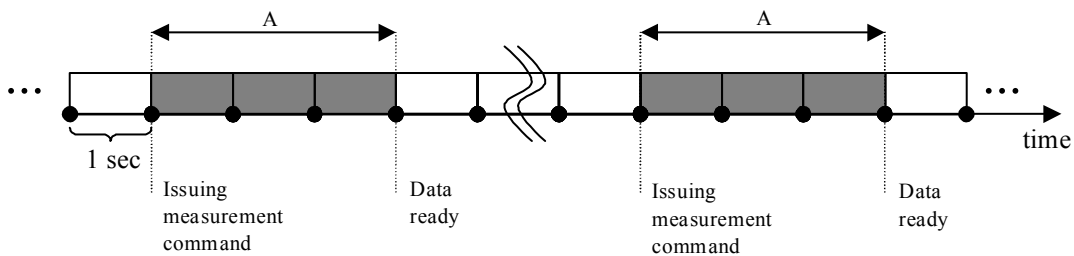 A
A
...
...
time
1 sec
Issuing
measurement
command
Data
ready
Issuing
measurement
command
Data
ready